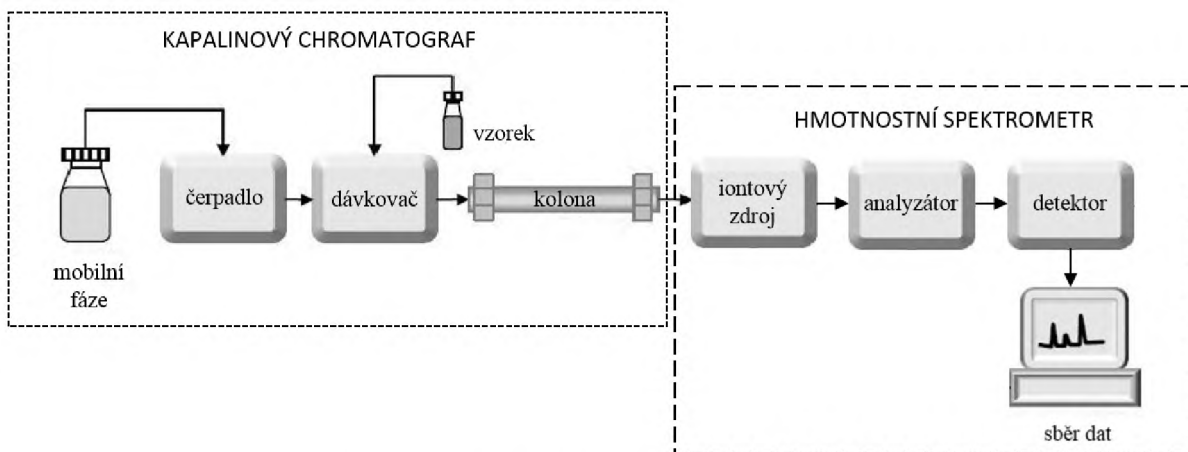 KAPALINOVÝ CHROMATOGRAF
mobilní
fáze
čerpadlo
dávkovač
vzorek
kolona
HMOTNOSTNÍ SPEKTROMETR
iontový
zdroj
analyzátor
detektor
sběr dat